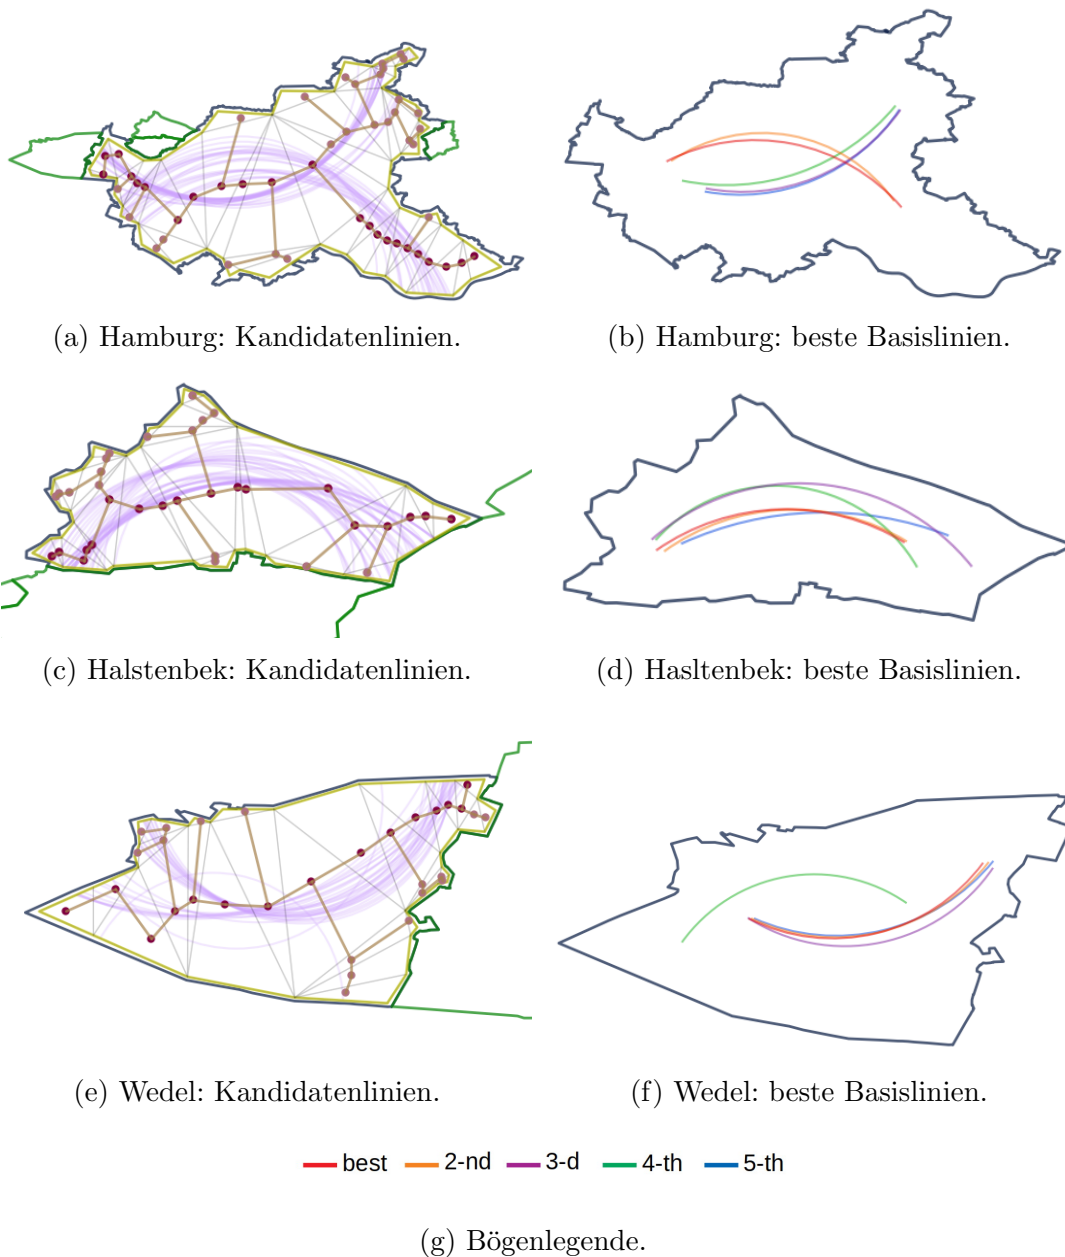 (a) Hamburg: Kandidatenlinien.
(b) Hamburg: beste Basislinien.
(c) Halstenbek: Kandidatenlinien.
(d) Hasltenbek: beste Basislinien.
(e) Wedel: Kandidatenlinien.
(f) Wedel: beste Basislinien.
best 2-nd 3-d 4-th 5-th
(g) Bögenlegende.